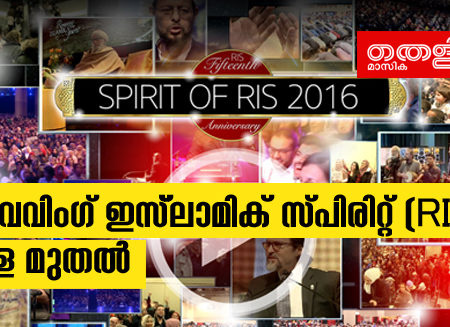 RIS
Fifteenth
തെളി
മാസിക
SPIRIT OF RIS 2016
Anniversary
വൈവിംഗ് ഇസ്‌ലാമിക് സ്പിരിറ്റ് (RI
ളെ മുതൽ